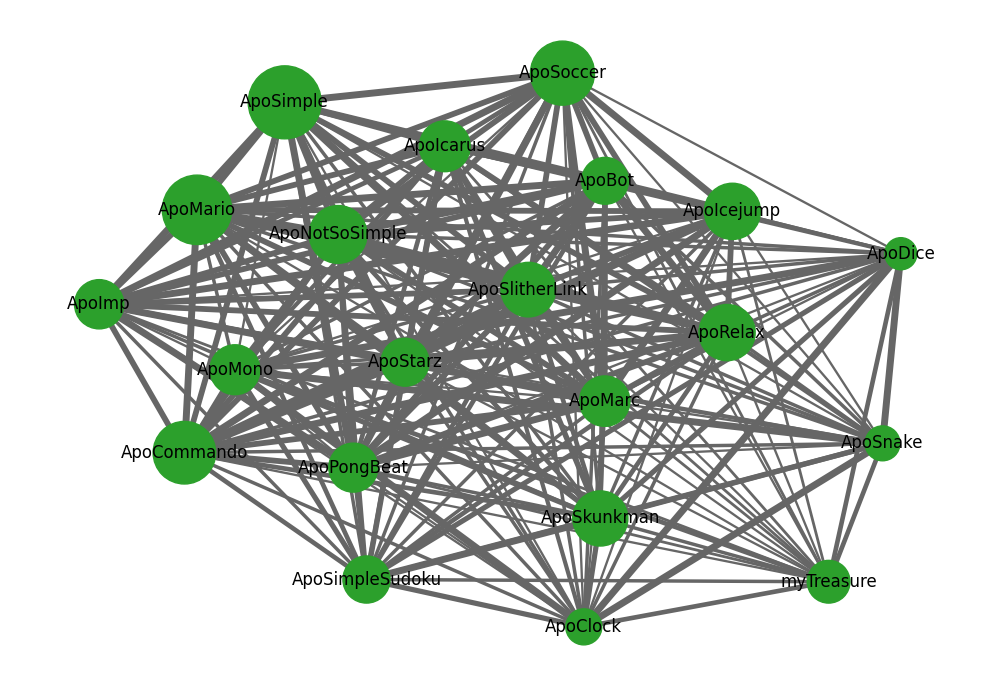 ApoSoccer
ApoSimple
ApoIcarus
ApoBot
ApoMario
ApoIcejump
ApoNotSoSimple
ApoDice
ApoSlitherLink
ApoImp
ApoRelax
ApoStarz
ApoMono
ApoMarc
ApoSnake
ApoCommando
ApoPongBeat
ApoSkunkman
ApoSimpleSudoku
myTreasure
ApoClock